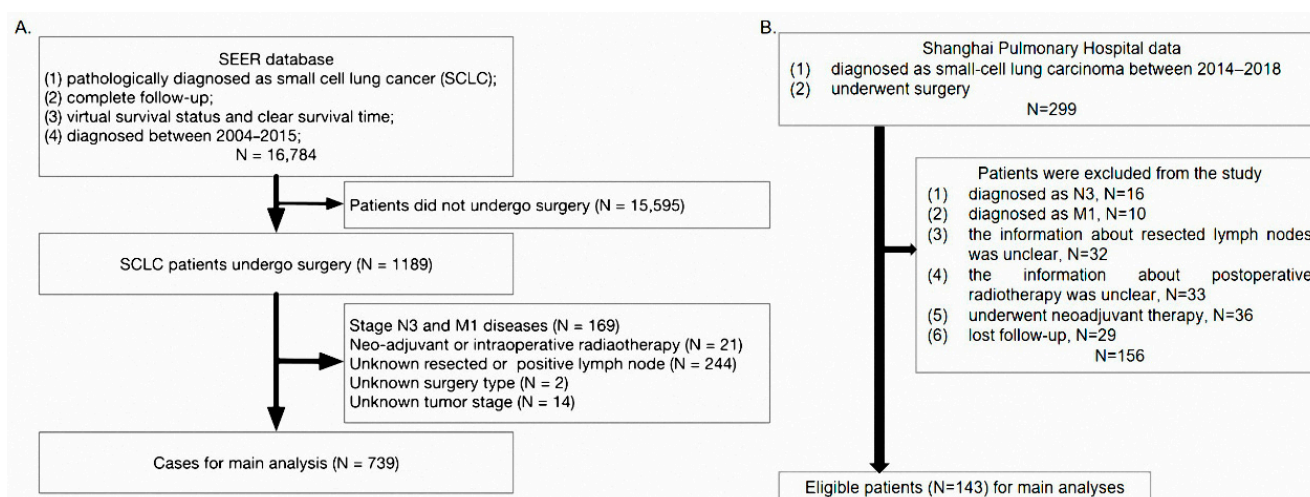 A.
SEER database
(1) pathologically diagnosed as small cell lung cancer (SCLC);
(2) complete follow-up;
(3) virtual survival status and clear survival time;
(4) diagnosed between 2004–2015;
N = 16,784
Patients did not undergo surgery (N = 15,595)
SCLC patients undergo surgery (N = 1189)
Stage N3 and M1 diseases (N = 169)
Neo-adjuvant or intraoperative radiaotherapy (N = 21)
Unknown resected or positive lymph node (N = 244)
Unknown surgery type (N = 2)
Unknown tumor stage (N = 14)
Cases for main analysis (N = 739)
B.
Shanghai Pulmonary Hospital data
(1) diagnosed as small-cell lung carcinoma between 2014–2018
(2) underwent surgery
N=299
Patients were excluded from the study
(1) diagnosed as N3, N=16
(2) diagnosed as M1, N=10
(3) the information about resected lymph nodes
was unclear, N=32
(4) the information about postoperative
radiotherapy was unclear, N=33
(5) underwent neoadjuvant therapy, N=36
(6) lost follow-up, N=29
N=156
Eligible patients (N=143) for main analyses